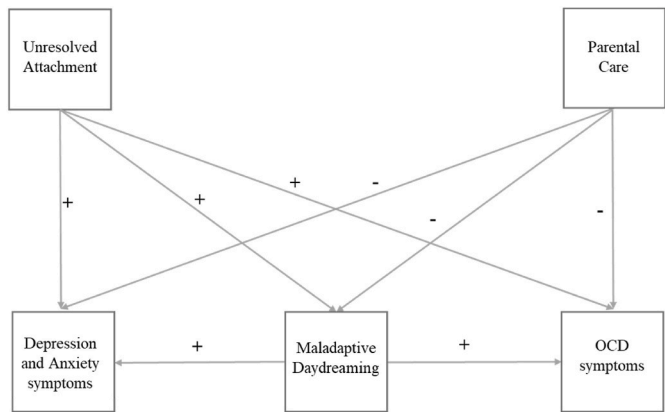 Unresolved
Attachment
Parental
Care
+
+
+
-
-
-
Depression
and Anxiety
symptoms
+
Maladaptive
Daydreaming
+
OCD
symptoms